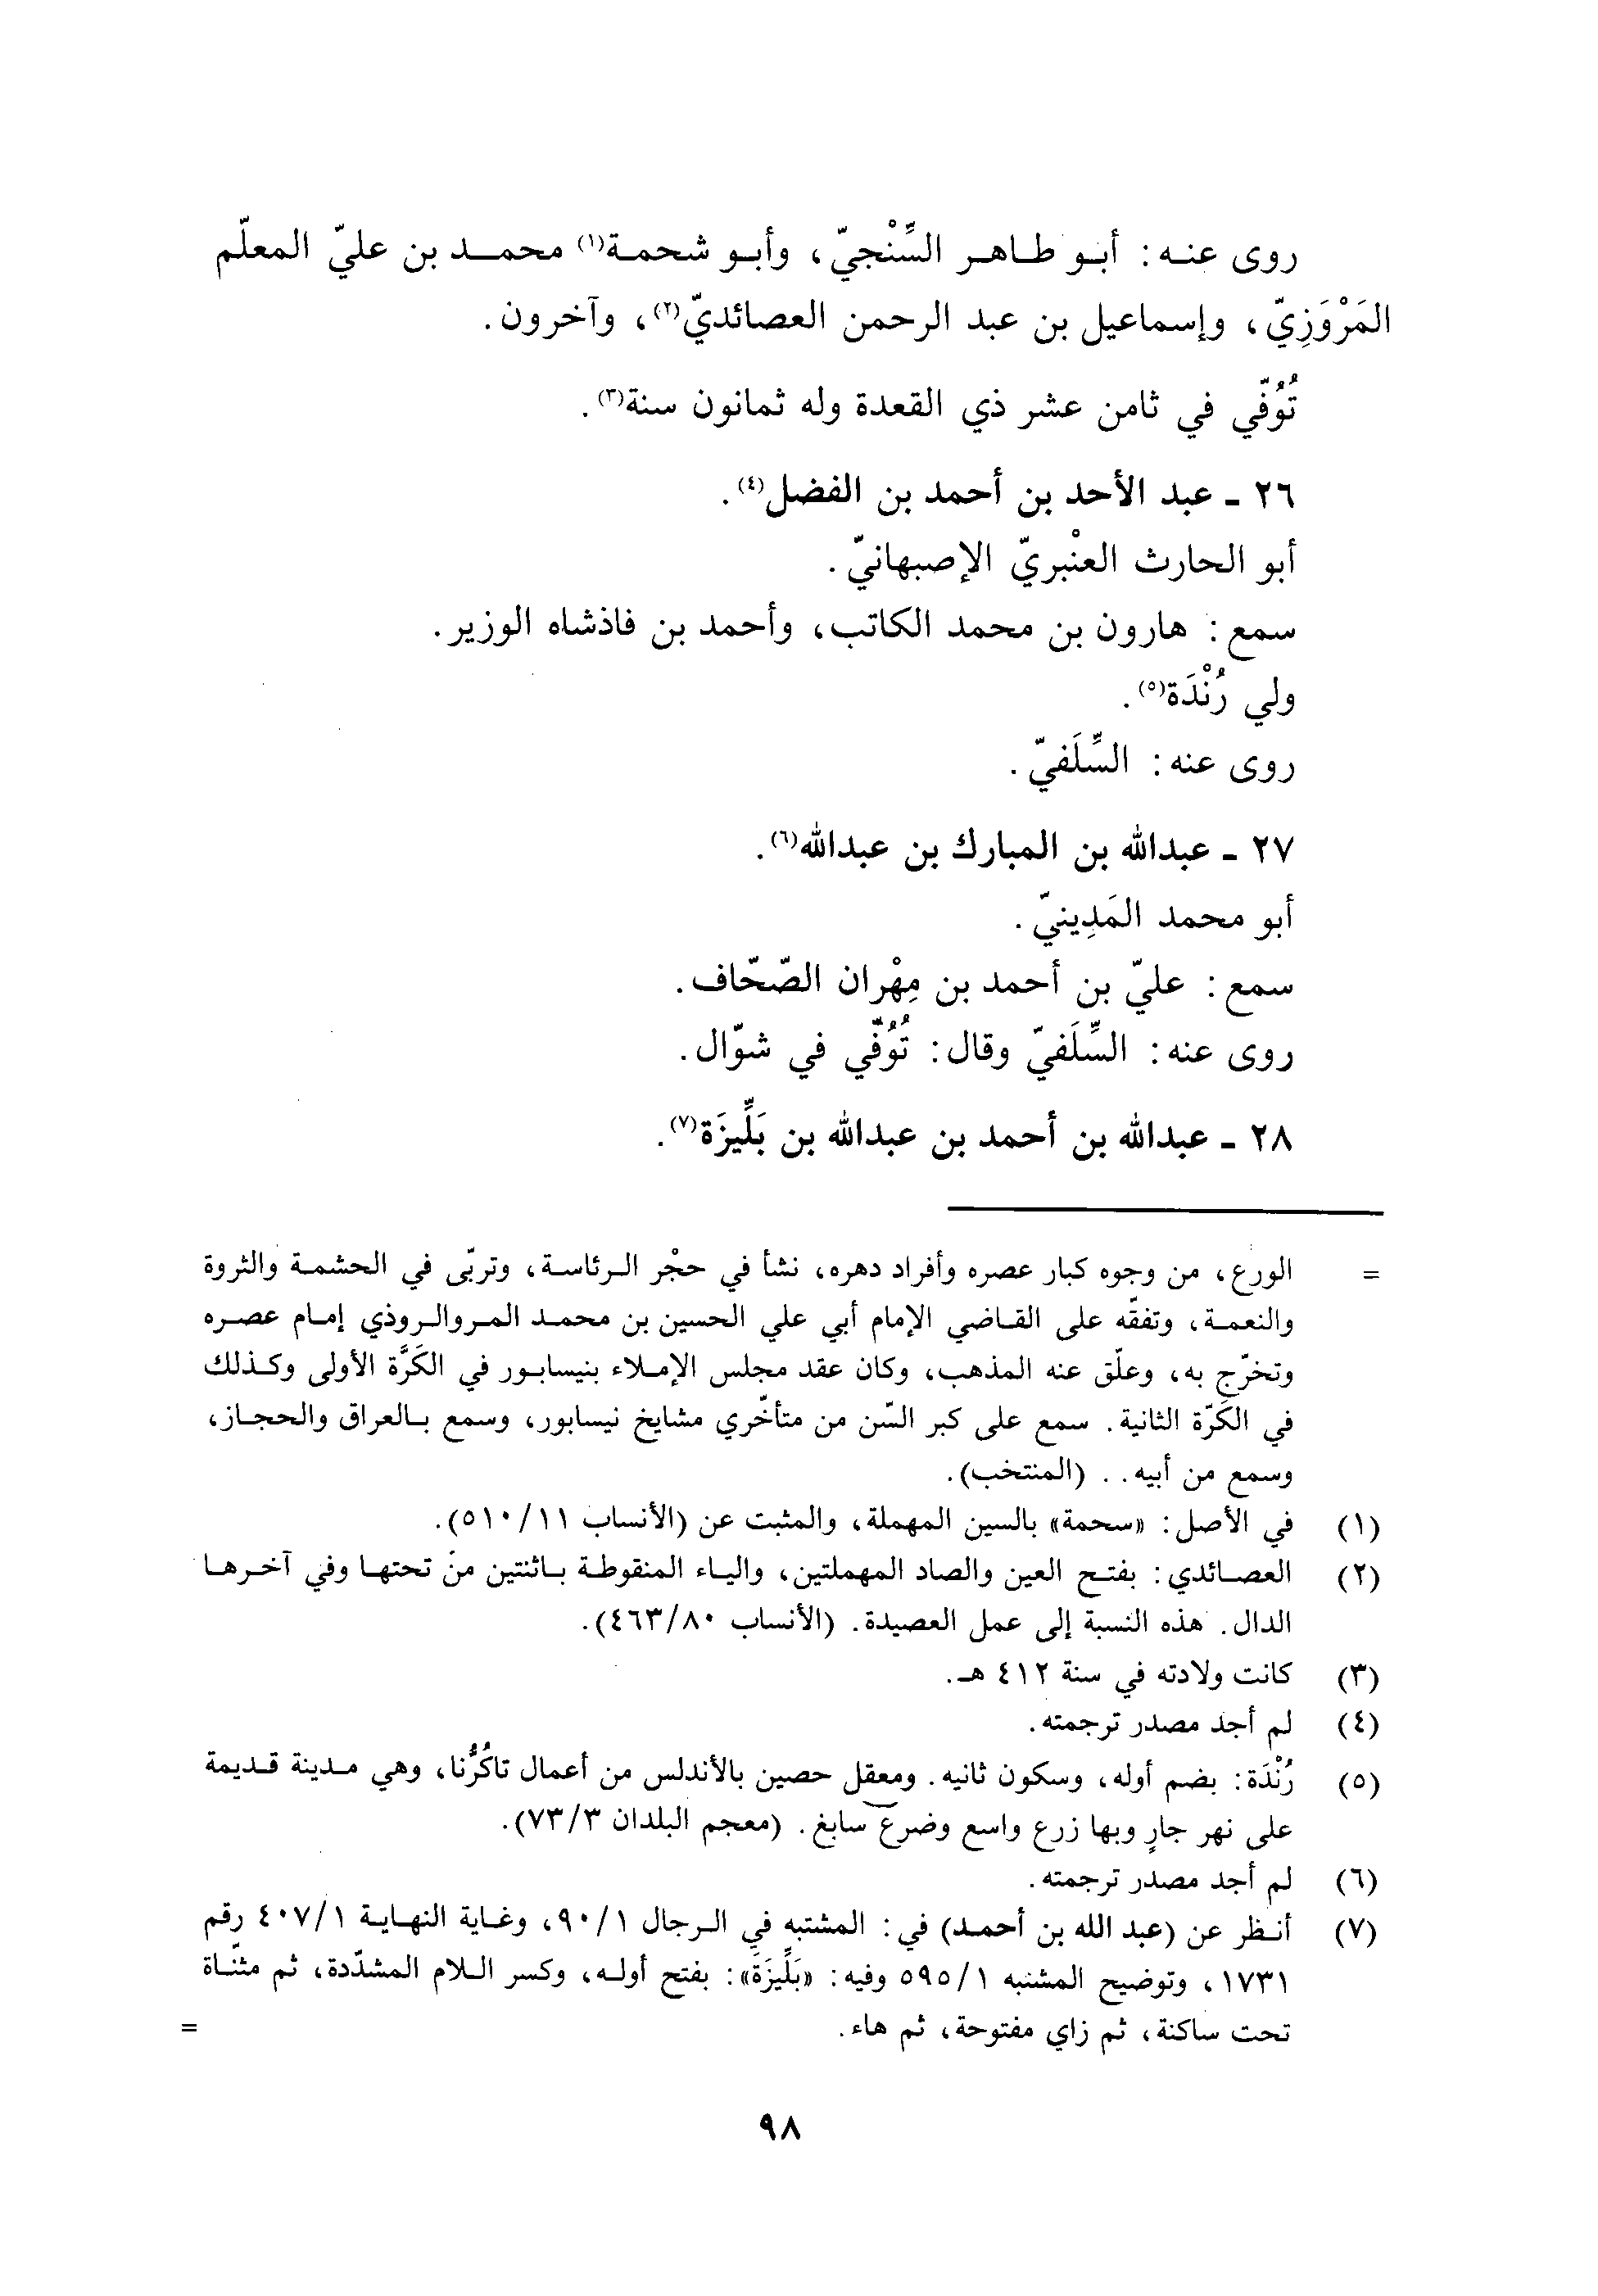 روى عنه: أبو طاهر السِّنْجيّ، وأبو شحمة(١) محمد بن عليّ المعلّم
المَرْوَزِيّ، وإسماعيل بن عبد الرحمن العصائديّ(٢)، وآخرون.
تُوُفّي في ثامن عشر ذي القعدة وله ثمانون سنة(٣).
٢٦ - عبد الأحد بن أحمد بن الفضل(٤).
أبو الحارث العنْبريّ الإصبهانيّ.
سمع: هارون بن محمد الكاتب، وأحمد بن فاذشاه الوزير.
ولي رُنْدَة(٥).
روى عنه: السِّلَفيّ.
٢٧ - عبدالله بن المبارك بن عبدالله(٦).
أبو محمد المَدِينيّ.
سمع: عليّ بن أحمد بن مِهْران الصّحّاف.
روى عنه: السِّلَفيّ وقال: تُوُفّي في شوّال.
٢٨ - عبدالله بن أحمد بن عبدالله بن بَلِّيزَة(٧).
= الورع، من وجوه كبار عصره وأفراد دهره، نشأ في حجْر الرئاسة، وتربّى في الحشمة والثروة
والنعمة، وتفقّه على القاضي الإمام أبي علي الحسين بن محمد المروالروذي إمام عصره
وتخرّج به، وعلّق عنه المذهب، وكان عقد مجلس الإملاء بنيسابور في الكَرَّة الأولى وكذلك
في الكَرّة الثانية. سمع على كبر السّن من متأخّري مشايخ نيسابور، وسمع بالعراق والحجاز،
وسمع من أبيه.. (المنتخب).
(١) في الأصل: «سحمة» بالسين المهملة، والمثبت عن (الأنساب ٥١٠/١١).
(٢) العصائدي: بفتح العين والصاد المهملتين، والياء المنقوطة باثنتين من تحتها وفي آخرها
الدال. هذه النسبة إلى عمل العصيدة. (الأنساب ٤٦٣/٨٠).
(٣) كانت ولادته في سنة ٤١٢ هـ.
(٤) لم أجد مصدر ترجمته.
(٥) رُنْدَة: بضم أوله، وسكون ثانيه. ومعقل حصين بالأندلس من أعمال تاكُرُّنا، وهي مدينة قديمة
على نهر جارٍ وبها زرع واسع وضرع سابغ. (معجم البلدان ٧٣/٣).
(٦) لم أجد مصدر ترجمته.
(٧) أنظر عن (عبد الله بن أحمد) في: المشتبه في الرجال ٩٠/١، وغاية النهاية ٤٠٧/١ رقم
١٧٣١، وتوضيح المشتبه ٥٩٥/١ وفيه: «بَلِّيزَة»: بفتح أوله، وكسر اللام المشدّدة، ثم مثنّاة
تحت ساكنة، ثم زاي مفتوحة، ثم هاء. =
٩٨